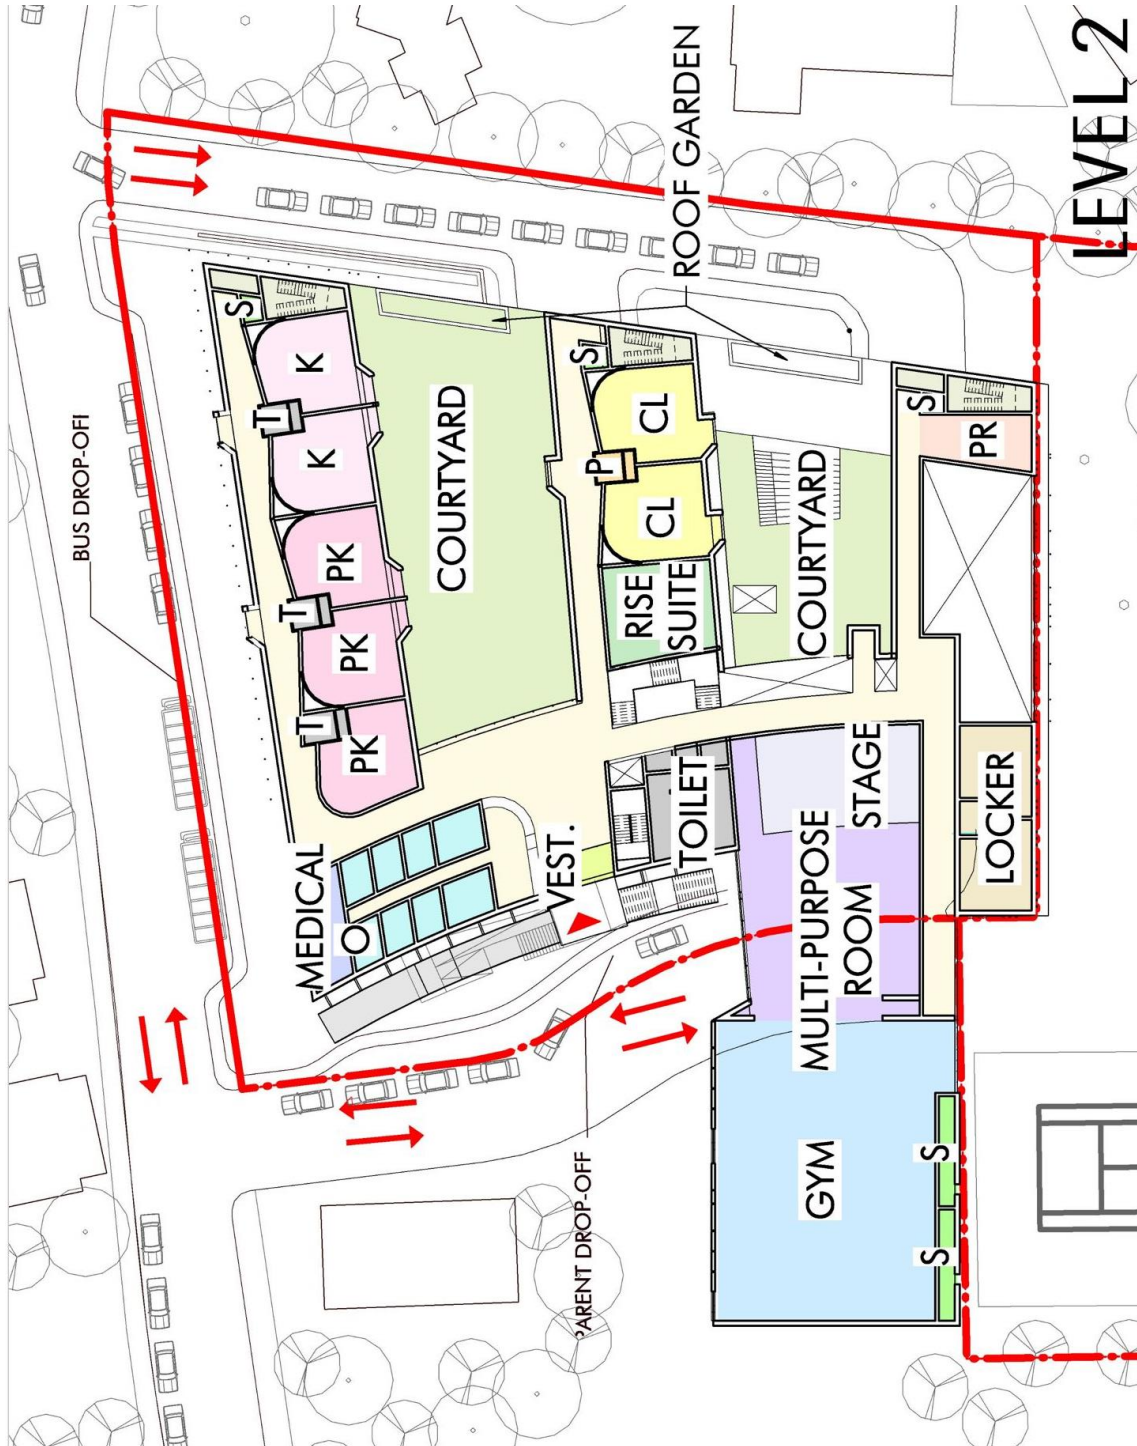 LEVEL 2
ROOF GARDEN
BUS DROP-OFF
S
K
T
K
PK
T
PK
T
PK
COURTYARD
S
CL
P
CL
RISE
SUITE
COURTYARD
S
PR
MEDICAL
O
VEST.
TOILET
STAGE
MULTI-PURPOSE
ROOM
LOCKER
PARENT DROP-OFF
GYM
S
S